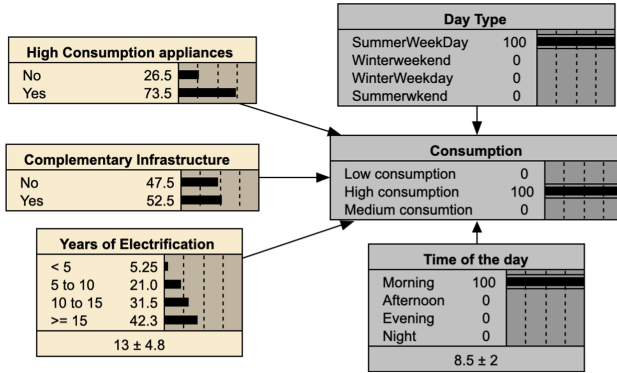 High Consumption appliances
No 26.5
Yes 73.5
Day Type
SummerWeekDay 100
Winterweekend 0
WinterWeekday 0
Summerwkend 0
Complementary Infrastructure
No 47.5
Yes 52.5
Consumption
Low consumption 0
High consumption 100
Medium consumtion 0
Years of Electrification
< 5 5.25
5 to 10 21.0
10 to 15 31.5
>= 15 42.3
13 ± 4.8
Time of the day
Morning 100
Afternoon 0
Evening 0
Night 0
8.5 ± 2